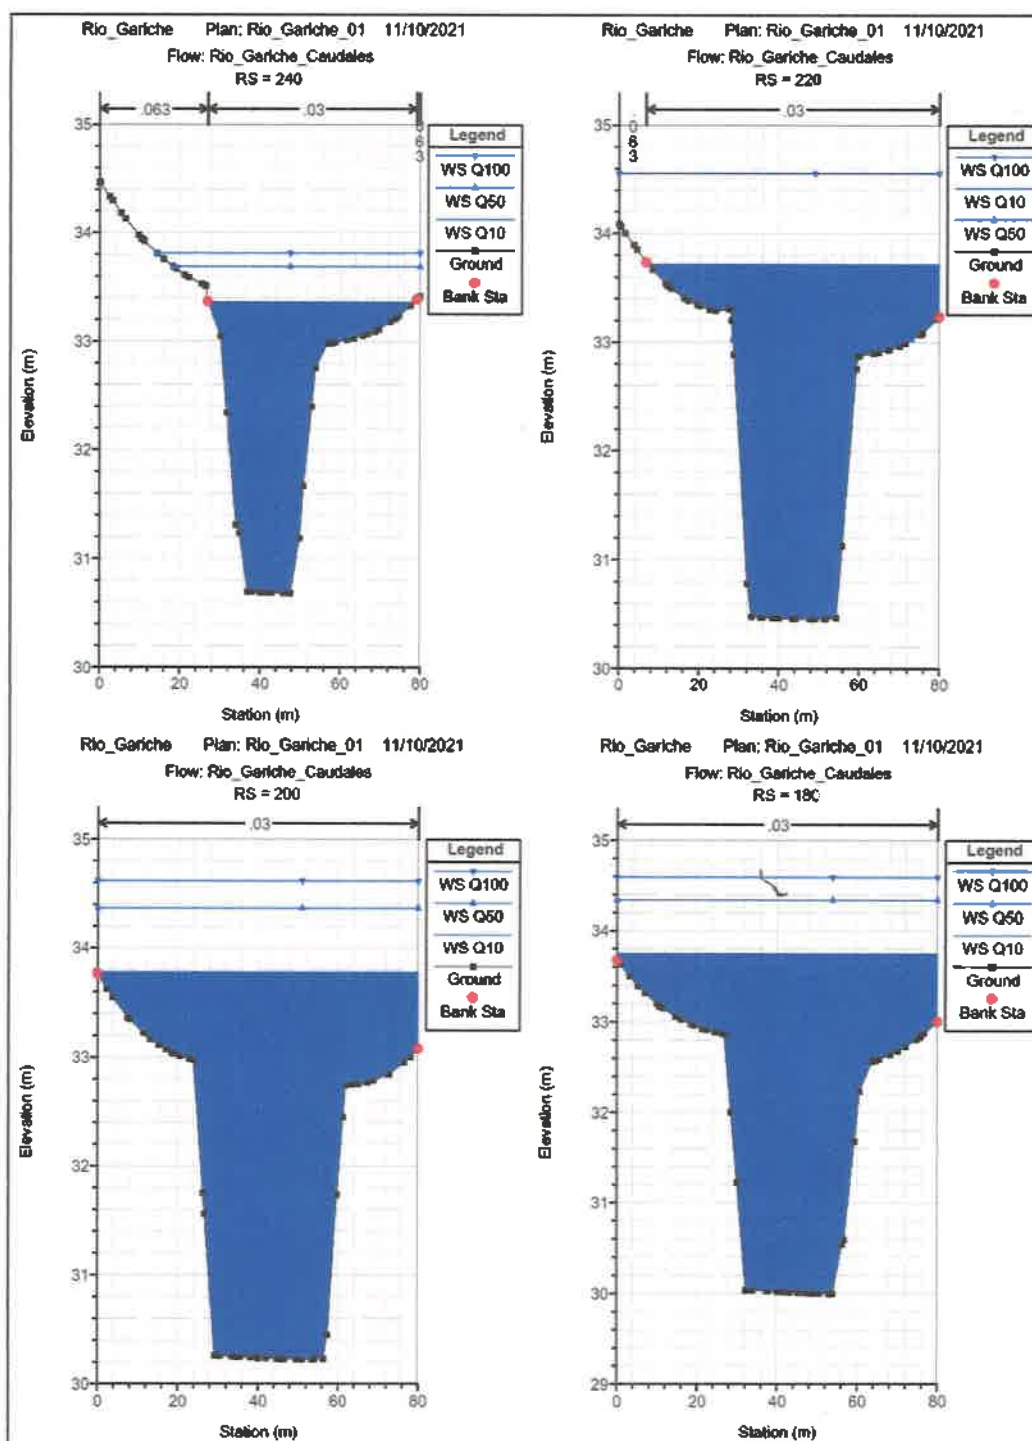 Rio_Gariche Plan: Rio_Gariche_01 11/10/2021
Flow: Rio_Gariche_Caudales
RS = 240
.063 .03
.063
35
34
33
32
31
30
Elevation (m)
0 20 40 60 80
Station (m)
Legend
WS Q100
WS Q50
WS Q10
Ground
Bank Sta
Rio_Gariche Plan: Rio_Gariche_01 11/10/2021
Flow: Rio_Gariche_Caudales
RS = 220
.063
.03
35
34
33
32
31
30
Elevation (m)
0 20 40 60 80
Station (m)
Legend
WS Q100
WS Q10
WS Q50
Ground
Bank Sta
Rio_Gariche Plan: Rio_Gariche_01 11/10/2021
Flow: Rio_Gariche_Caudales
RS = 200
.03
35
34
33
32
31
30
Elevation (m)
0 20 40 60 80
Station (m)
Legend
WS Q100
WS Q50
WS Q10
Ground
Bank Sta
Rio_Gariche Plan: Rio_Gariche_01 11/10/2021
Flow: Rio_Gariche_Caudales
RS = 180
.03
35
34
33
32
31
30
29
Elevation (m)
0 20 40 60 80
Station (m)
Legend
WS Q100
WS Q50
WS Q10
Ground
Bank Sta